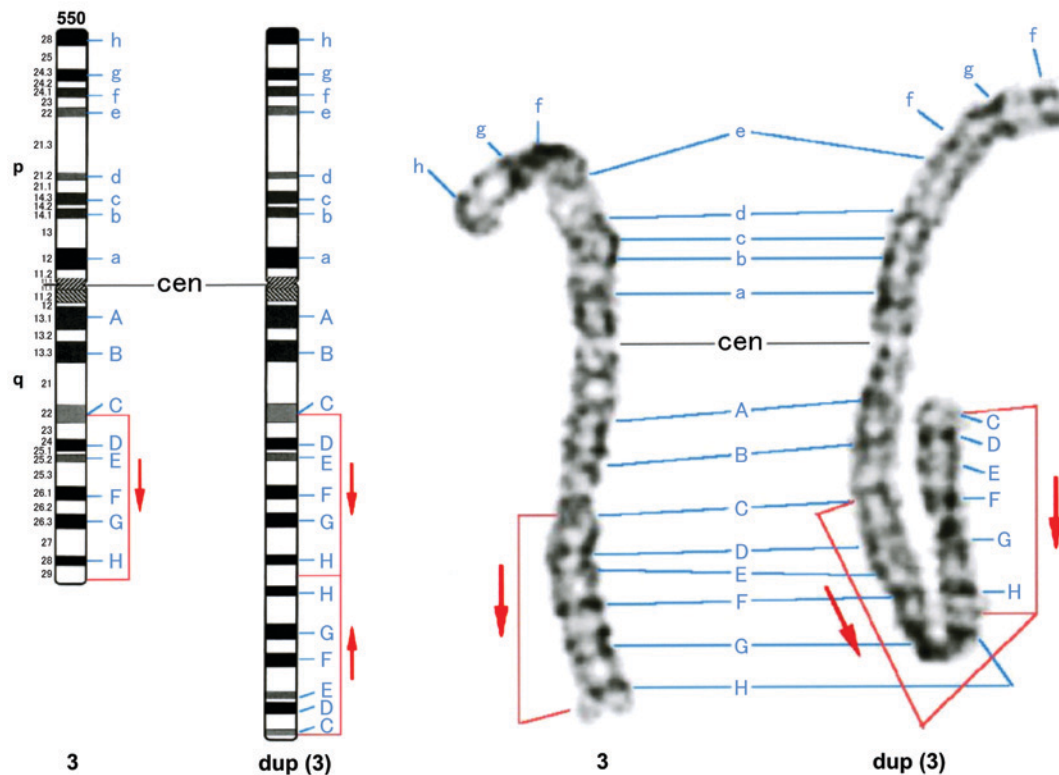 550
28
25
24.3
24.2
24.1
23
22
21.3
21.2
21.1
14.3
14.2
14.1
13
12
11.2
11.2
12
13.1
13.2
13.3
21
22
23
24
25.1
25.2
25.3
26.1
26.2
26.3
27
28
29
p
q
h
g
f
e
d
c
b
a
cen
A
B
C
D
E
F
G
H
3
h
g
f
e
d
c
b
a
A
B
C
D
E
F
G
H
H
G
F
E
D
C
dup (3)
h
g
f
e
d
c
b
a
cen
A
B
C
D
E
F
G
H
3
f
g
f
C
D
E
F
G
H
dup (3)